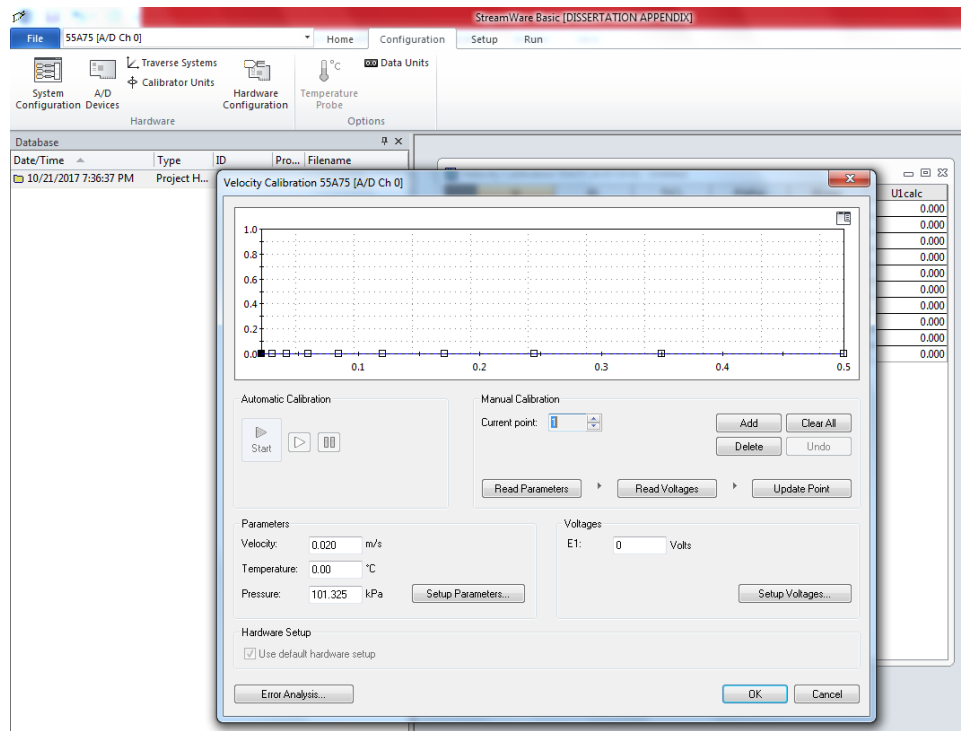 StreamWare Basic [DISSERTATION APPENDIX]
File 55A75 [A/D Ch 0] Home Configuration Setup Run
System Configuration
A/D Devices
Traverse Systems
Calibrator Units
Hardware Configuration
Hardware
Temperature Probe
°C
Data Units
Options
Database
Date/Time Type ID Pro... Filename
10/21/2017 7:36:37 PM Project H...
Velocity Calibration 55A75 [A/D Ch 0]
U1calc
0.000
0.000
0.000
0.000
0.000
0.000
0.000
0.000
0.000
0.000
1.0
0.8
0.6
0.4
0.2
0.0
0.1 0.2 0.3 0.4 0.5
Automatic Calibration
Start
Manual Calibration
Current point: 1
Add Clear All
Delete Undo
Read Parameters Read Voltages Update Point
Parameters
Velocity: 0.020 m/s
Temperature: 0.00 °C
Pressure: 101.325 kPa Setup Parameters...
Voltages
E1: 0 Volts
Setup Voltages...
Hardware Setup
Use default hardware setup
Error Analysis... OK Cancel